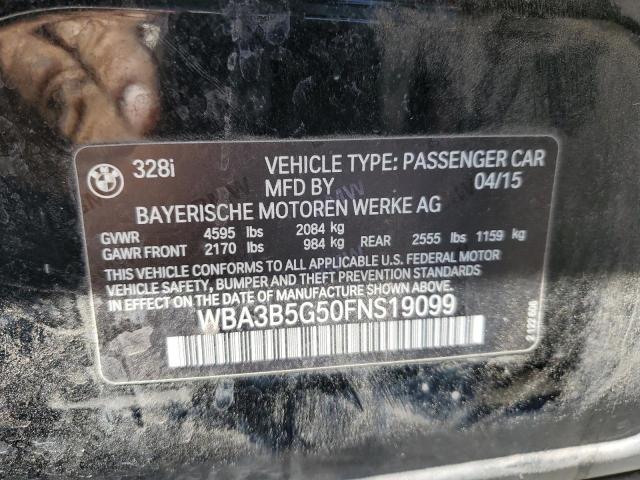 BMW
328i VEHICLE TYPE: PASSENGER CAR
MFD BY 04/15
BAYERISCHE MOTOREN WERKE AG
GVWR 4595 lbs 2084 kg
GAWR FRONT 2170 lbs 984 kg REAR 2555 lbs 1159 kg
THIS VEHICLE CONFORMS TO ALL APPLICABLE U.S. FEDERAL MOTOR
VEHICLE SAFETY, BUMPER AND THEFT PREVENTION STANDARDS
IN EFFECT ON THE DATE OF MANUFACTURE SHOWN ABOVE.
WBA3B5G50FNS19099